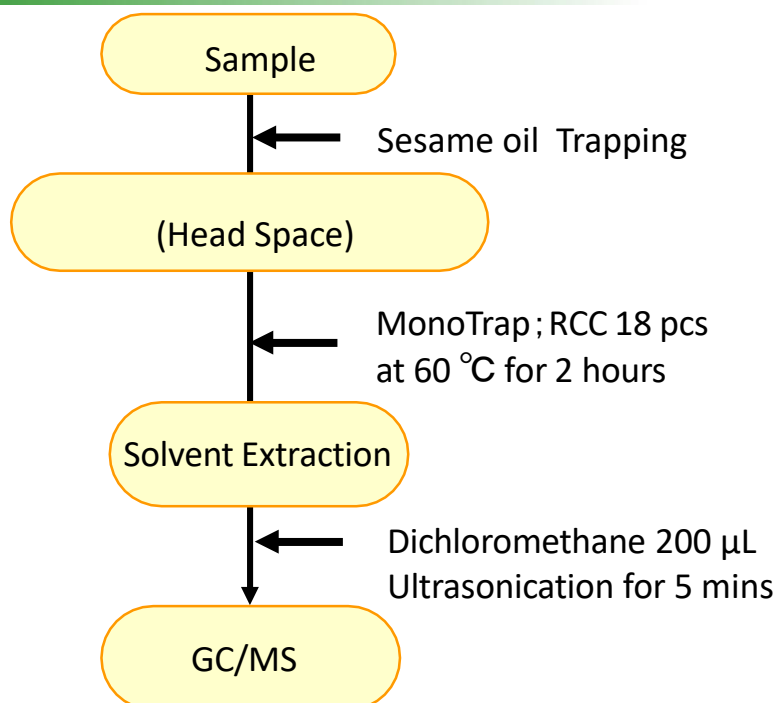 Sample
Sesame oil Trapping
(Head Space)
MonoTrap ; RCC 18 pcs
at 60 ℃ for 2 hours
Solvent Extraction
Dichloromethane 200 µL
Ultrasonication for 5 mins
GC/MS